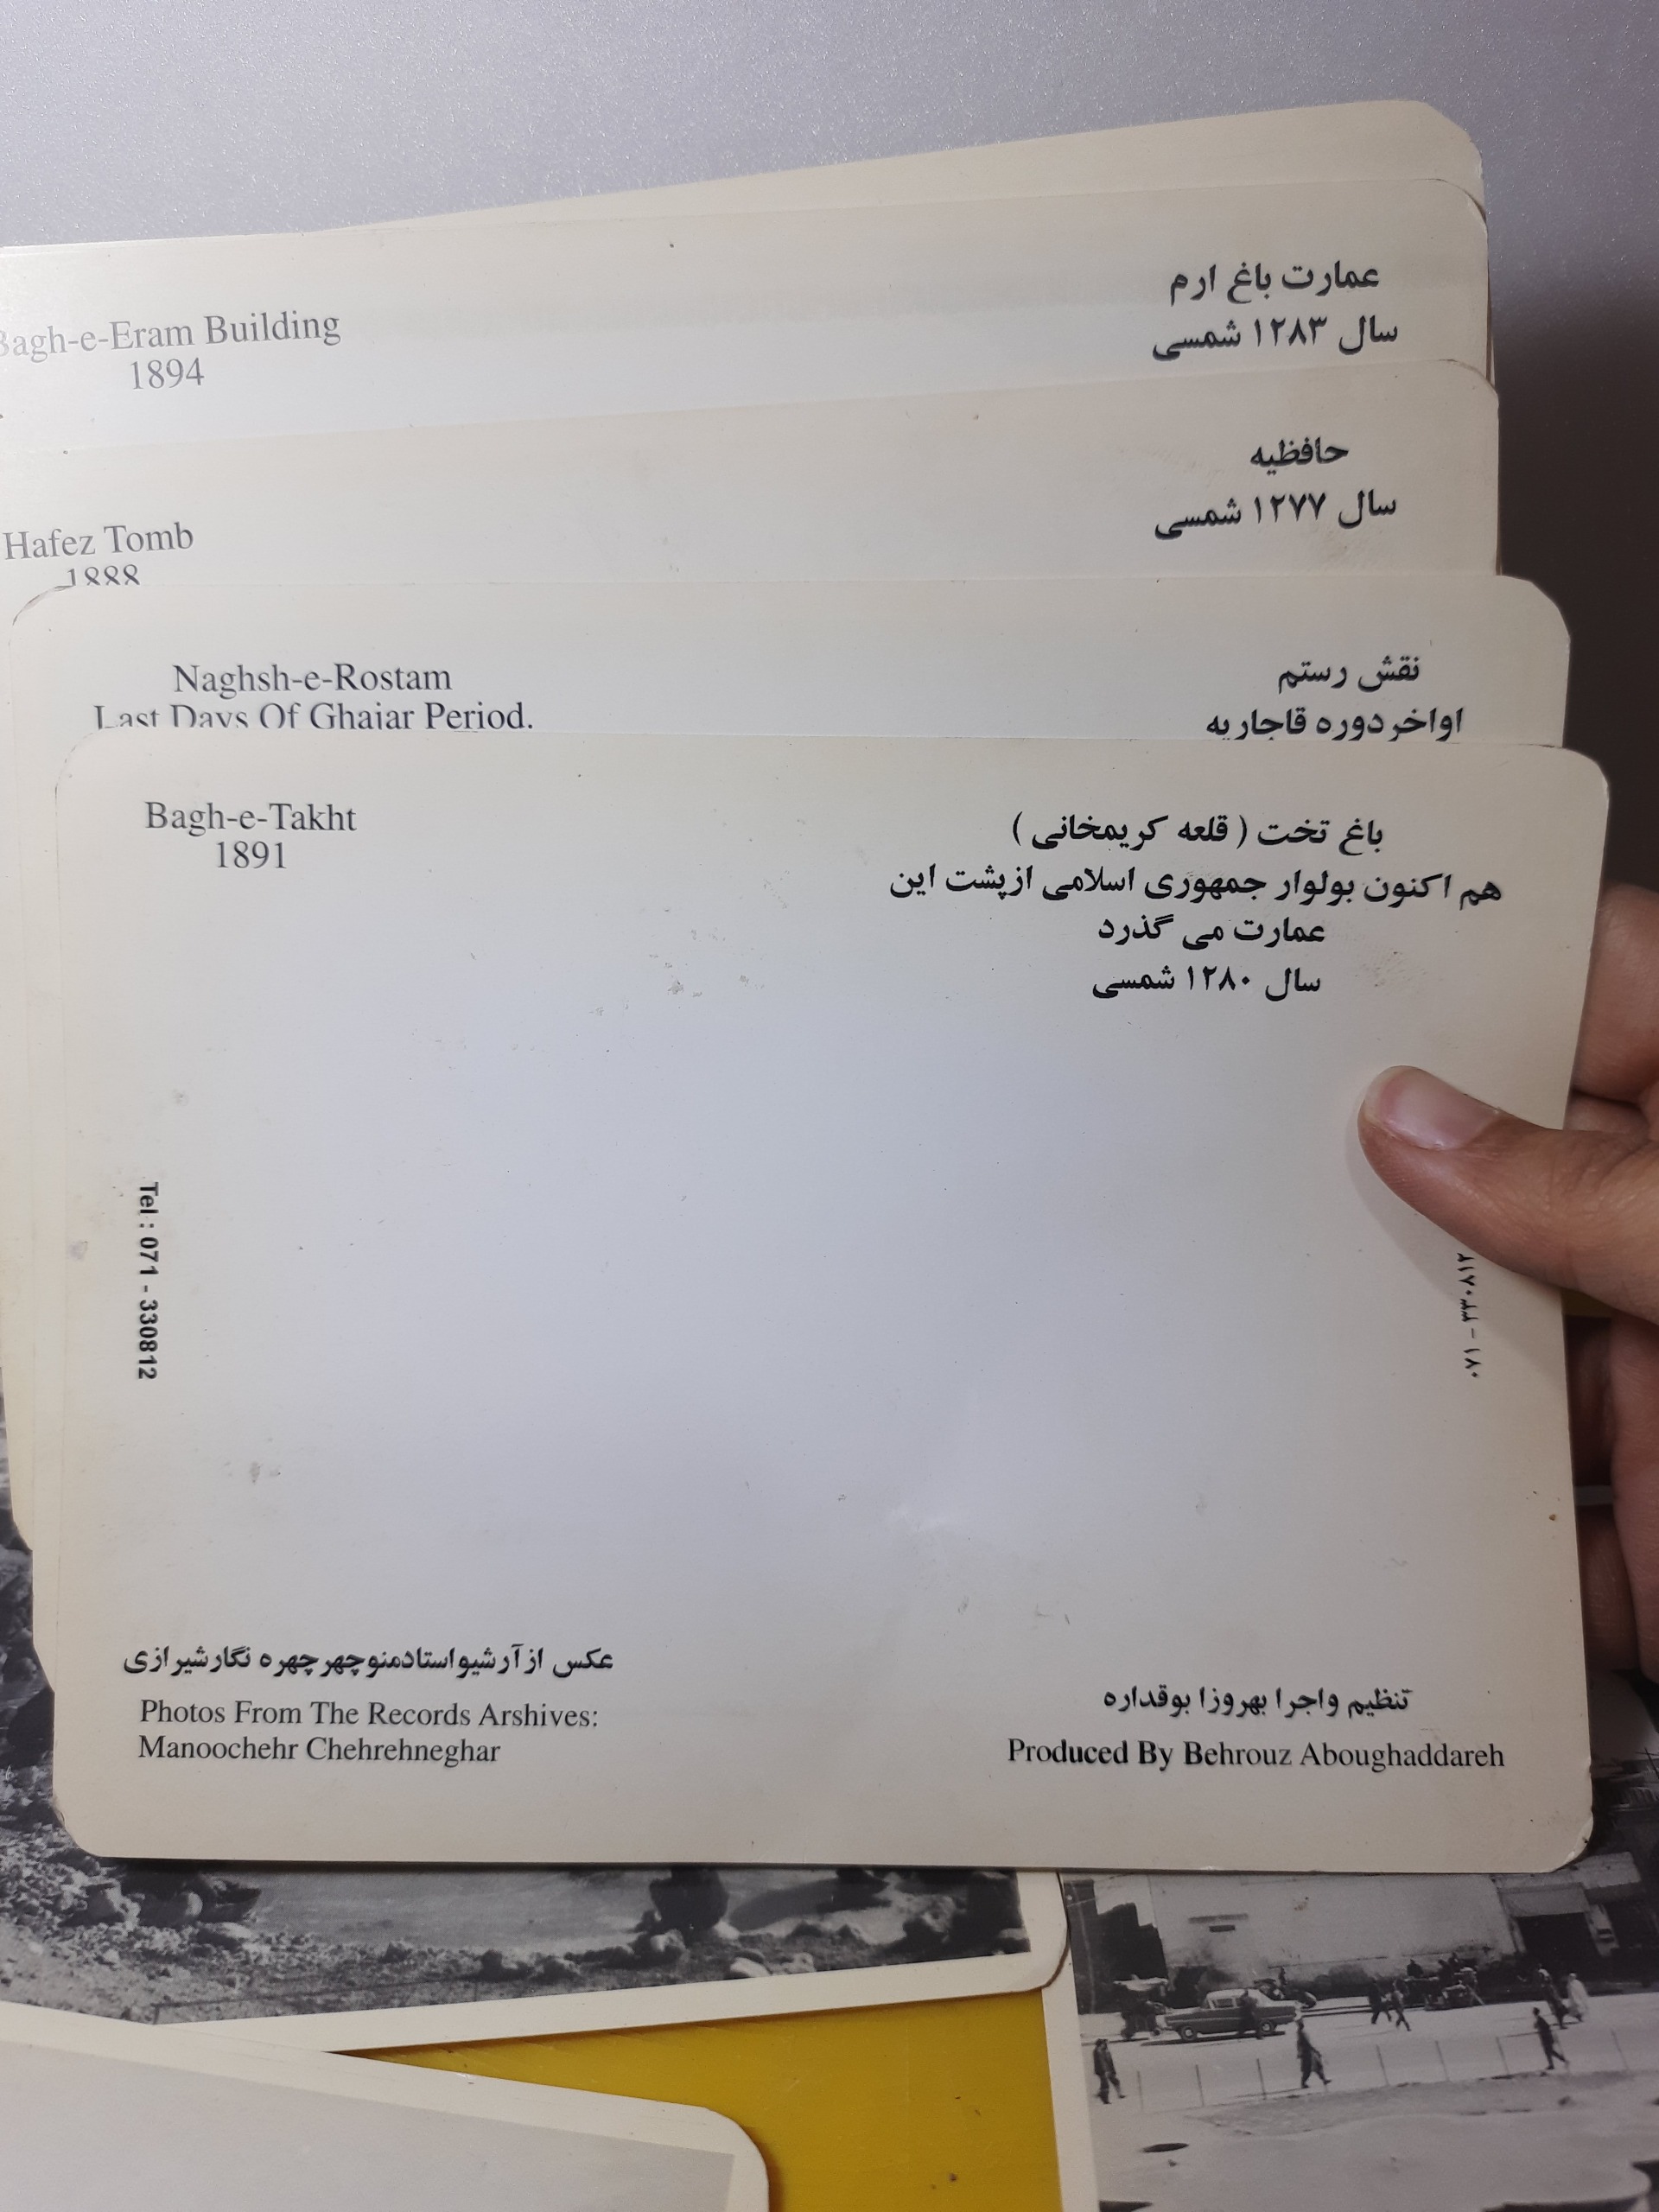 عمارت باغ ارم
سال ۱۲۸۳ شمسی
Bagh-e-Eram Building
1894
حافظیه
سال ۱۲۷۷ شمسی
Hafez Tomb
1888
نقش رستم
اواخر دوره قاجاریه
Naghsh-e-Rostam
Last Days Of Ghajar Period.
Bagh-e-Takht
1891
باغ تخت ( قلعه کریمخانی )
هم اکنون بولوار جمهوری اسلامی ازپشت این
عمارت می گذرد
سال ۱۲۸۰ شمسی
Tel : 071 - 330812
عکس ازآرشیواستادمنوچهرچهره نگارشیرازی
Photos From The Records Arshives:
Manoochehr Chehrehneghar
تنظیم واجرا بهروزا بوقداره
Produced By Behrouz Aboughaddareh